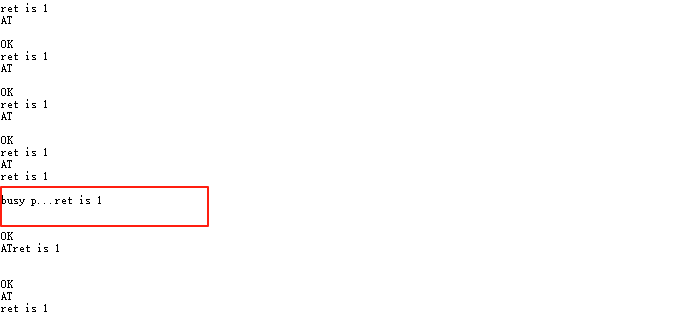 ret is 1
AT
OK
ret is 1
AT
OK
ret is 1
AT
OK
ret is 1
AT
ret is 1
busy p...ret is 1
OK
ATret is 1
OK
AT
ret is 1